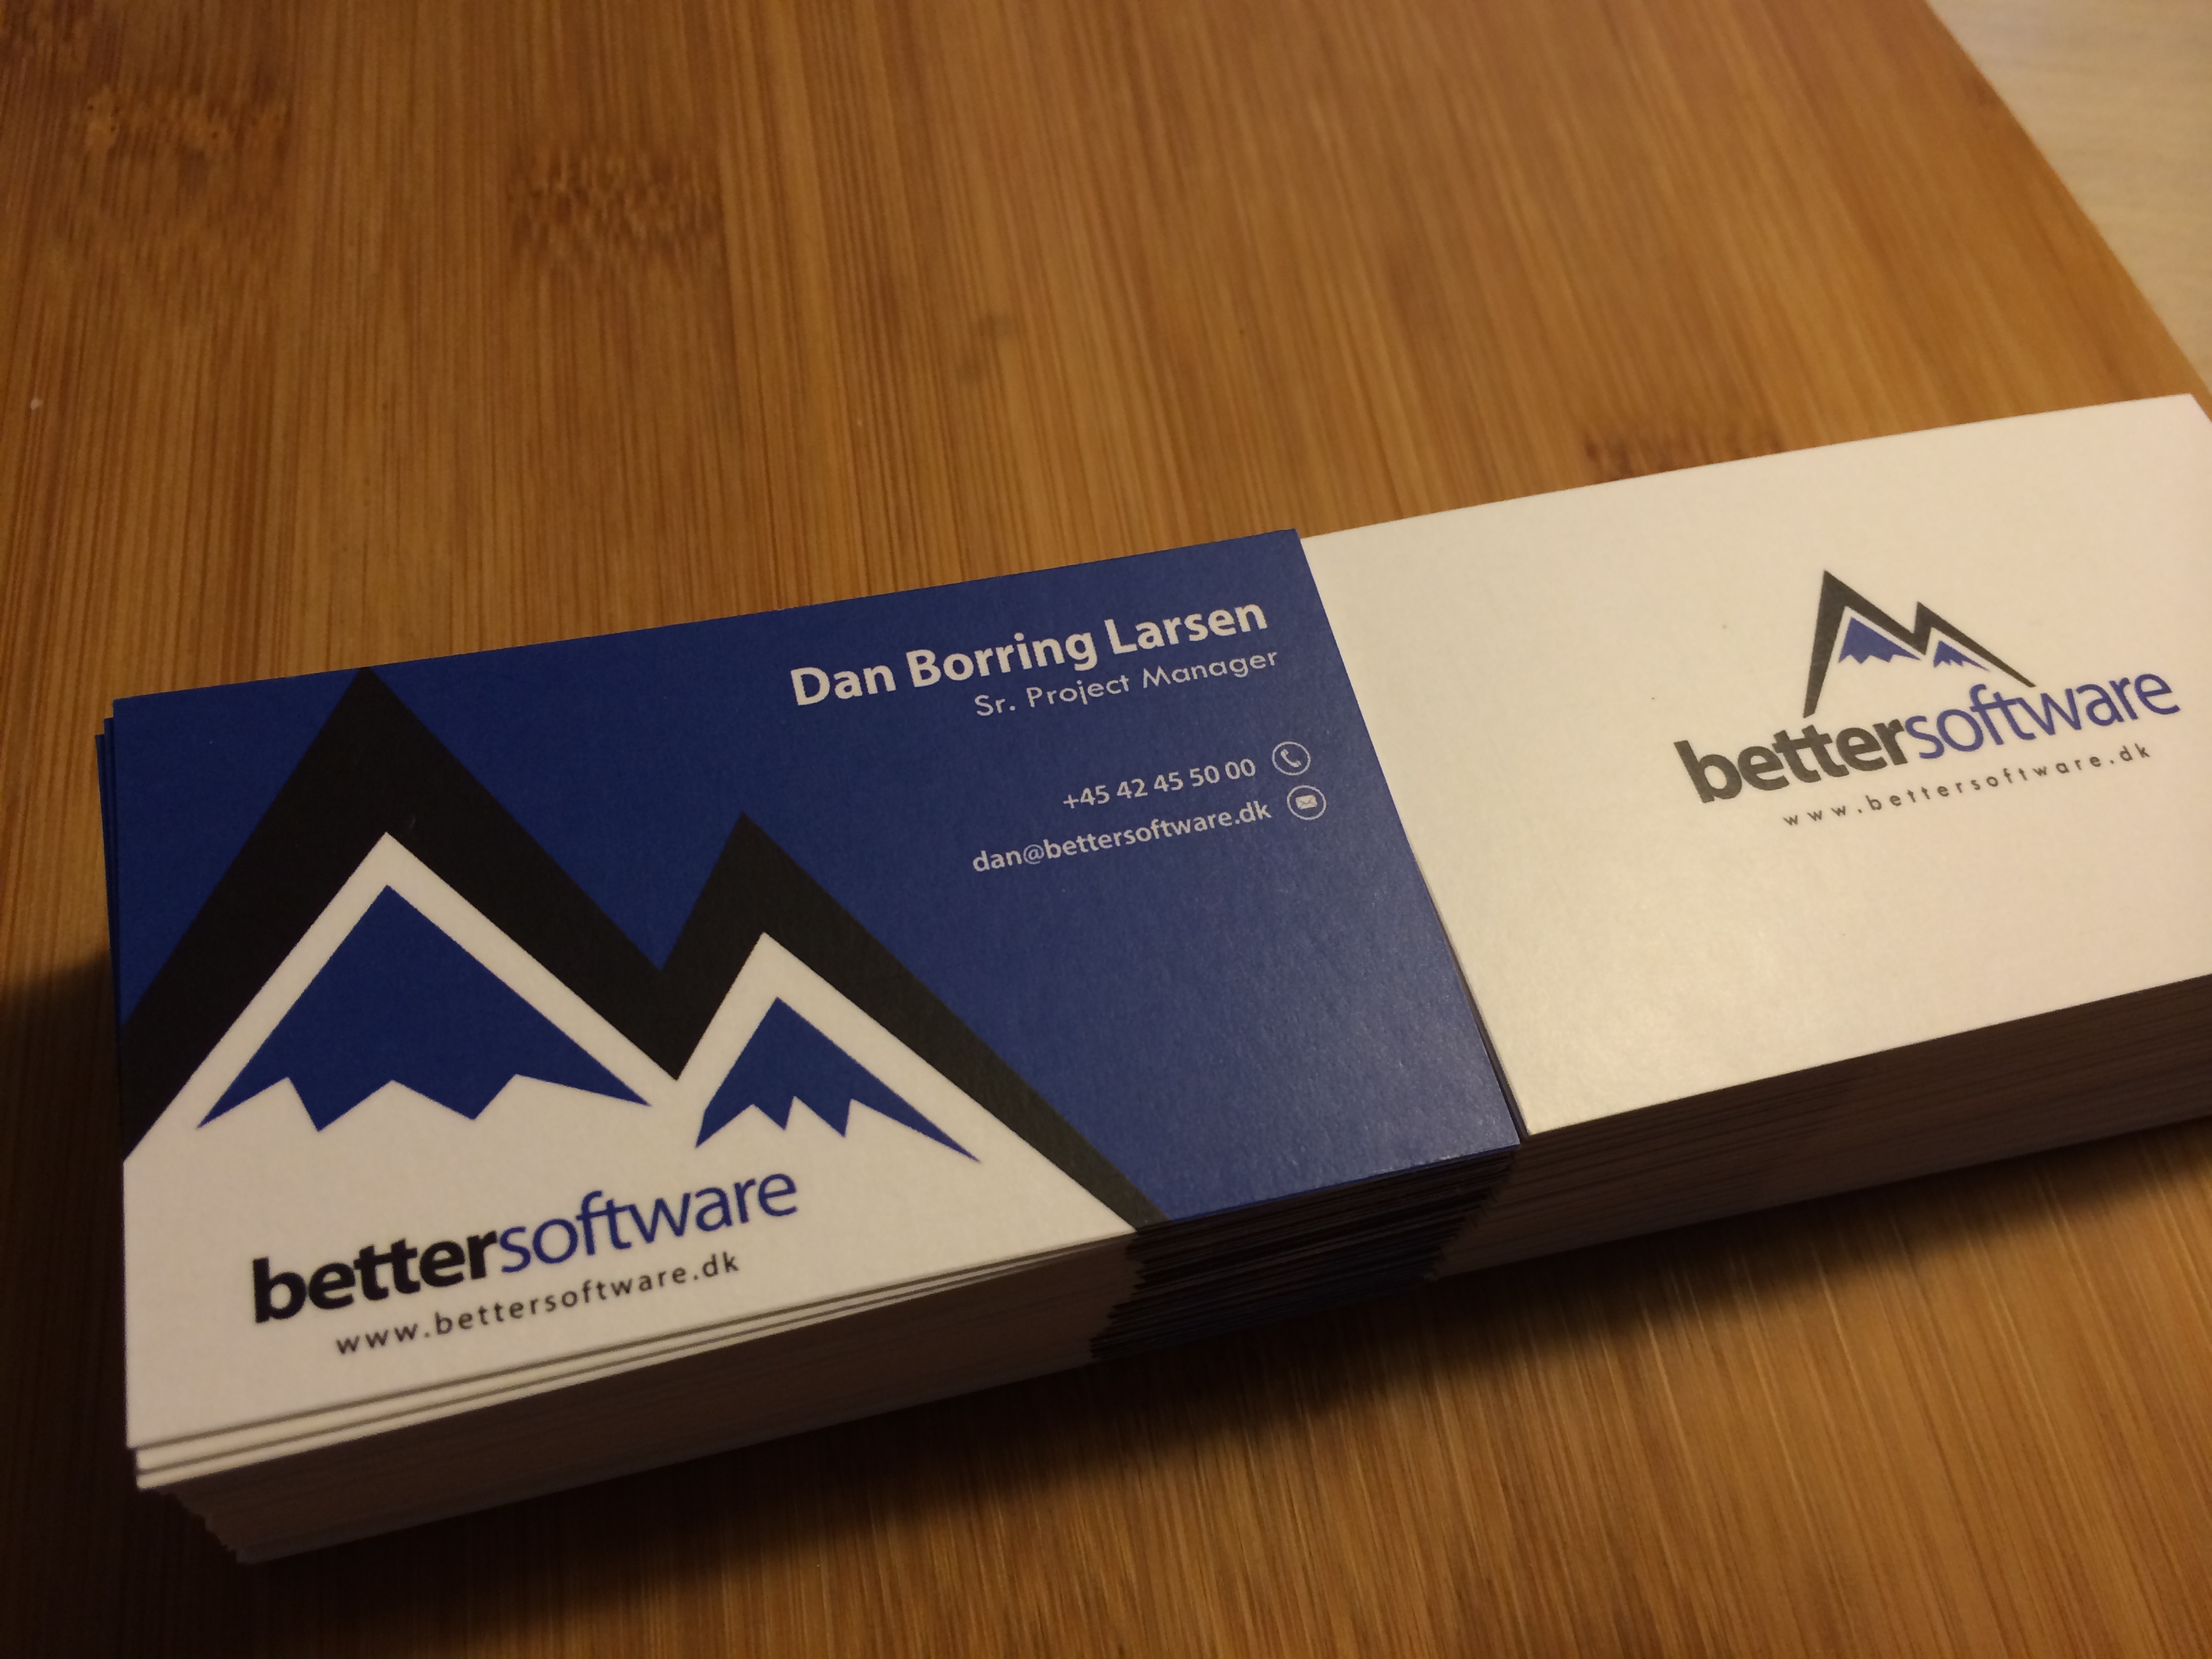 Dan Borring Larsen
Sr. Project Manager
+45 42 45 50 00
dan@bettersoftware.dk
bettersoftware
www.bettersoftware.dk
bettersoftware
www.bettersoftware.dk